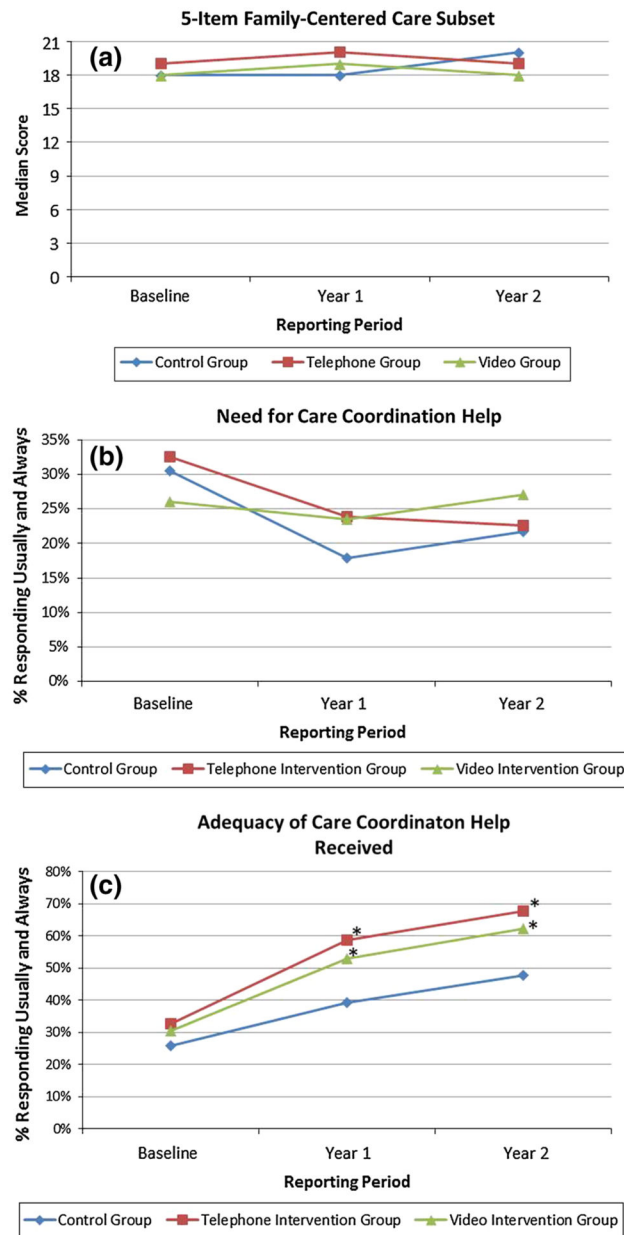 5-Item Family-Centered Care Subset
(a)
Median Score
21
18
15
12
9
6
3
0
Baseline
Year 1
Year 2
Reporting Period
Control Group
Telephone Group
Video Group
Need for Care Coordination Help
(b)
% Responding Usually and Always
35%
30%
25%
20%
15%
10%
5%
0%
Baseline
Year 1
Year 2
Reporting Period
Control Group
Telephone Intervention Group
Video Intervention Group
Adequacy of Care Coordinaton Help
Received
(c)
% Responding Usually and Always
80%
70%
60%
50%
40%
30%
20%
10%
0%
*
*
*
*
Baseline
Year 1
Year 2
Reporting Period
Control Group
Telephone Intervention Group
Video Intervention Group